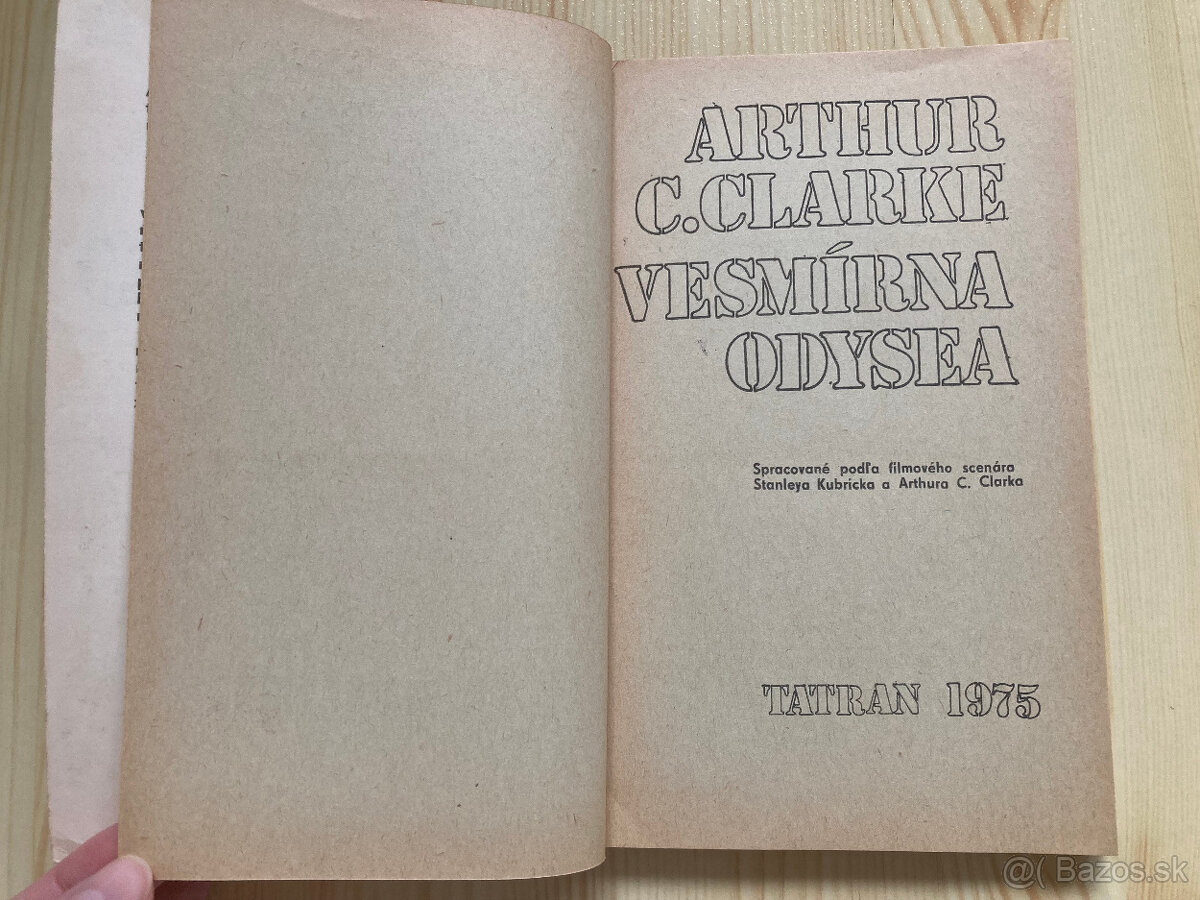 ARTHUR
C.CLARKE
VESMÍRNA
ODYSEA
Spracované podľa filmového scenára
Stanleya Kubricka a Arthura C. Clarka
TATRAN 1975
@( Bazos.sk